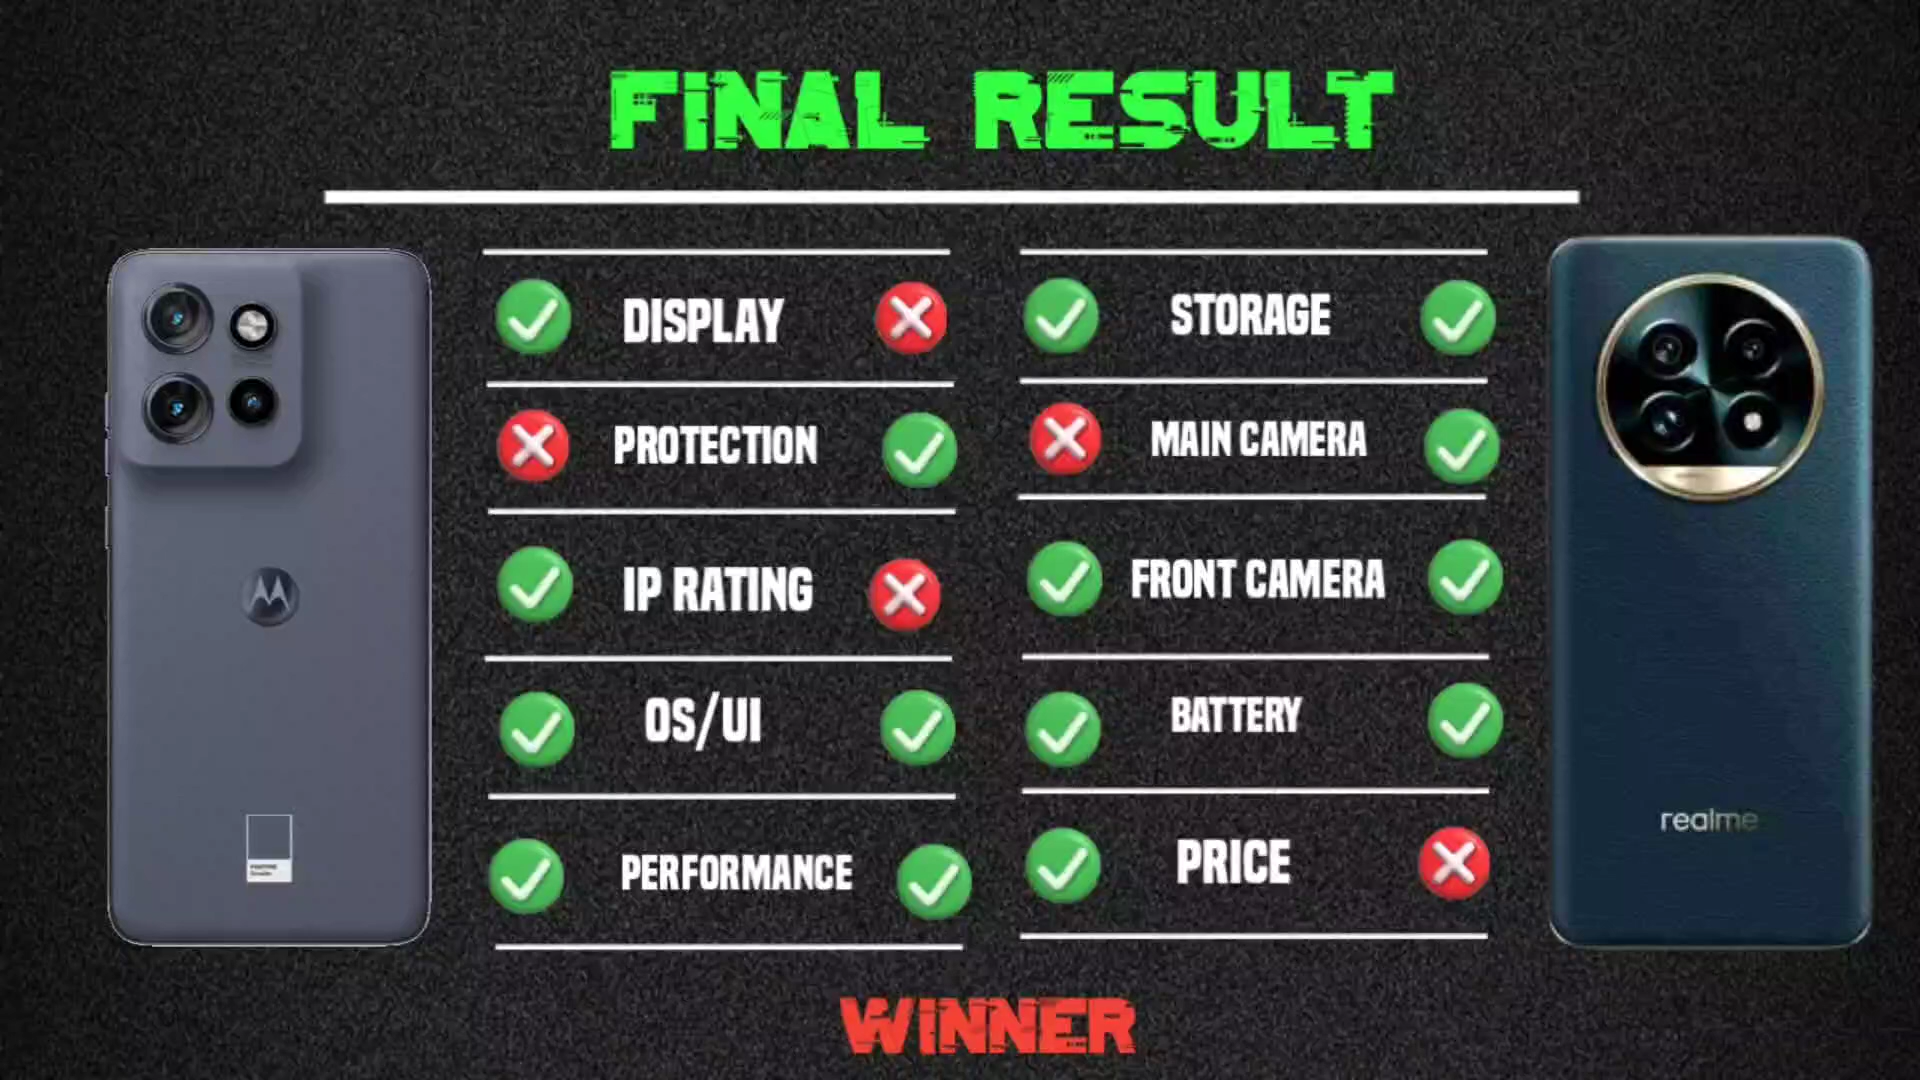 FINAL RESULT
DISPLAY
PROTECTION
IP RATING
OS/UI
PERFORMANCE
STORAGE
MAIN CAMERA
FRONT CAMERA
BATTERY
PRICE
realme
WINNER